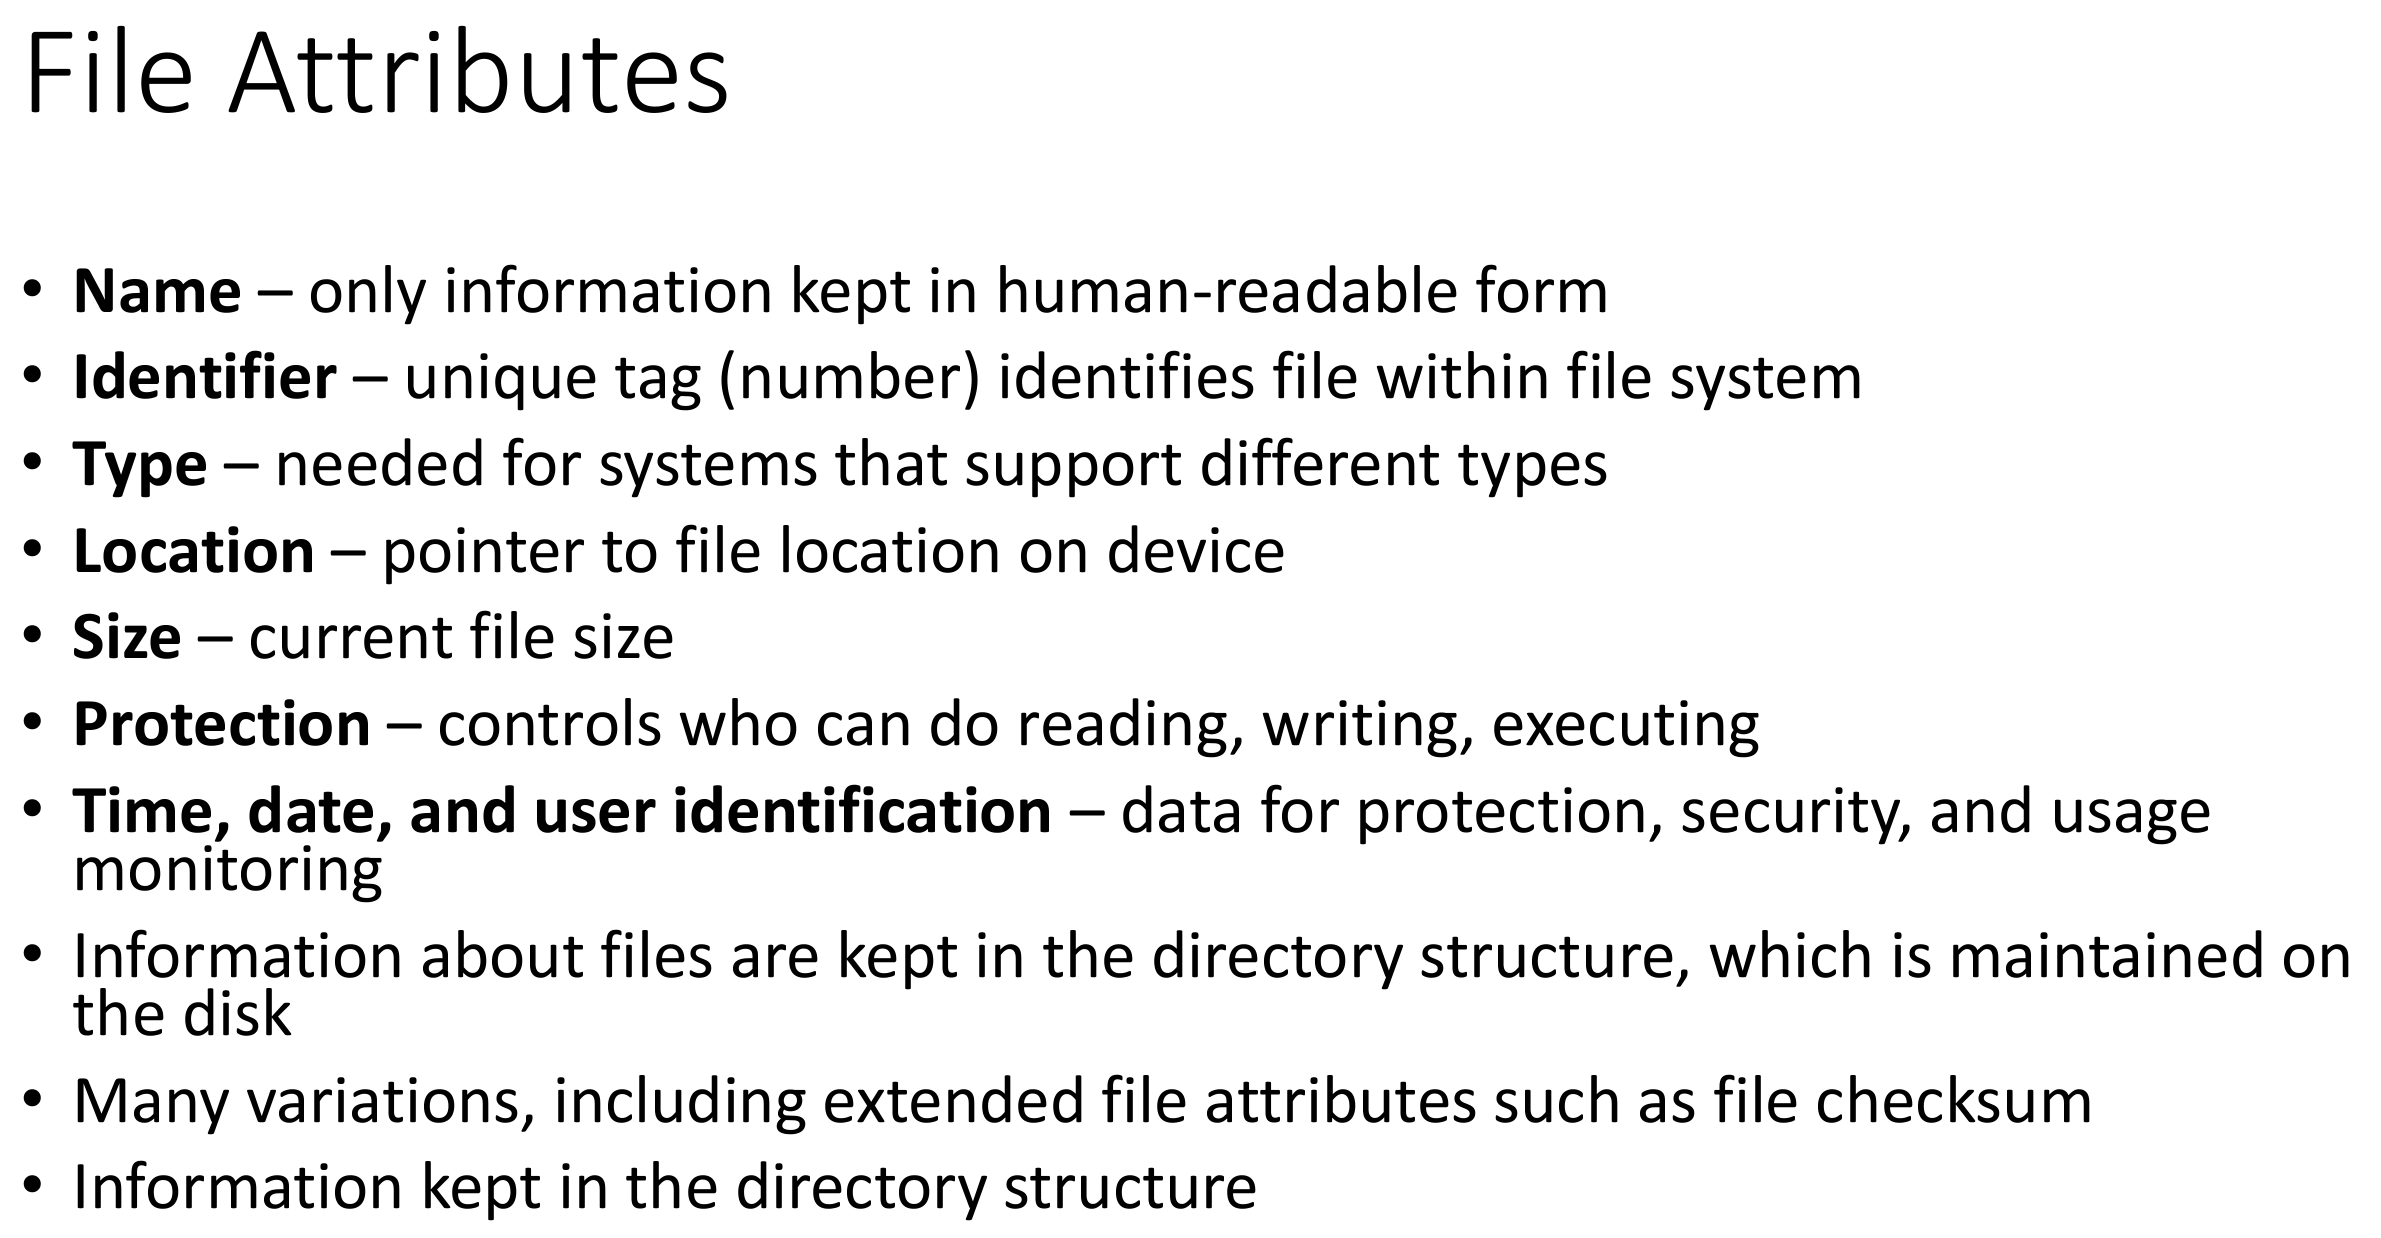 File Attributes
• Name – only information kept in human-readable form
• Identifier – unique tag (number) identifies file within file system
• Type – needed for systems that support different types
• Location – pointer to file location on device
• Size – current file size
• Protection – controls who can do reading, writing, executing
• Time, date, and user identification – data for protection, security, and usage
monitoring
• Information about files are kept in the directory structure, which is maintained on
the disk
• Many variations, including extended file attributes such as file checksum
• Information kept in the directory structure